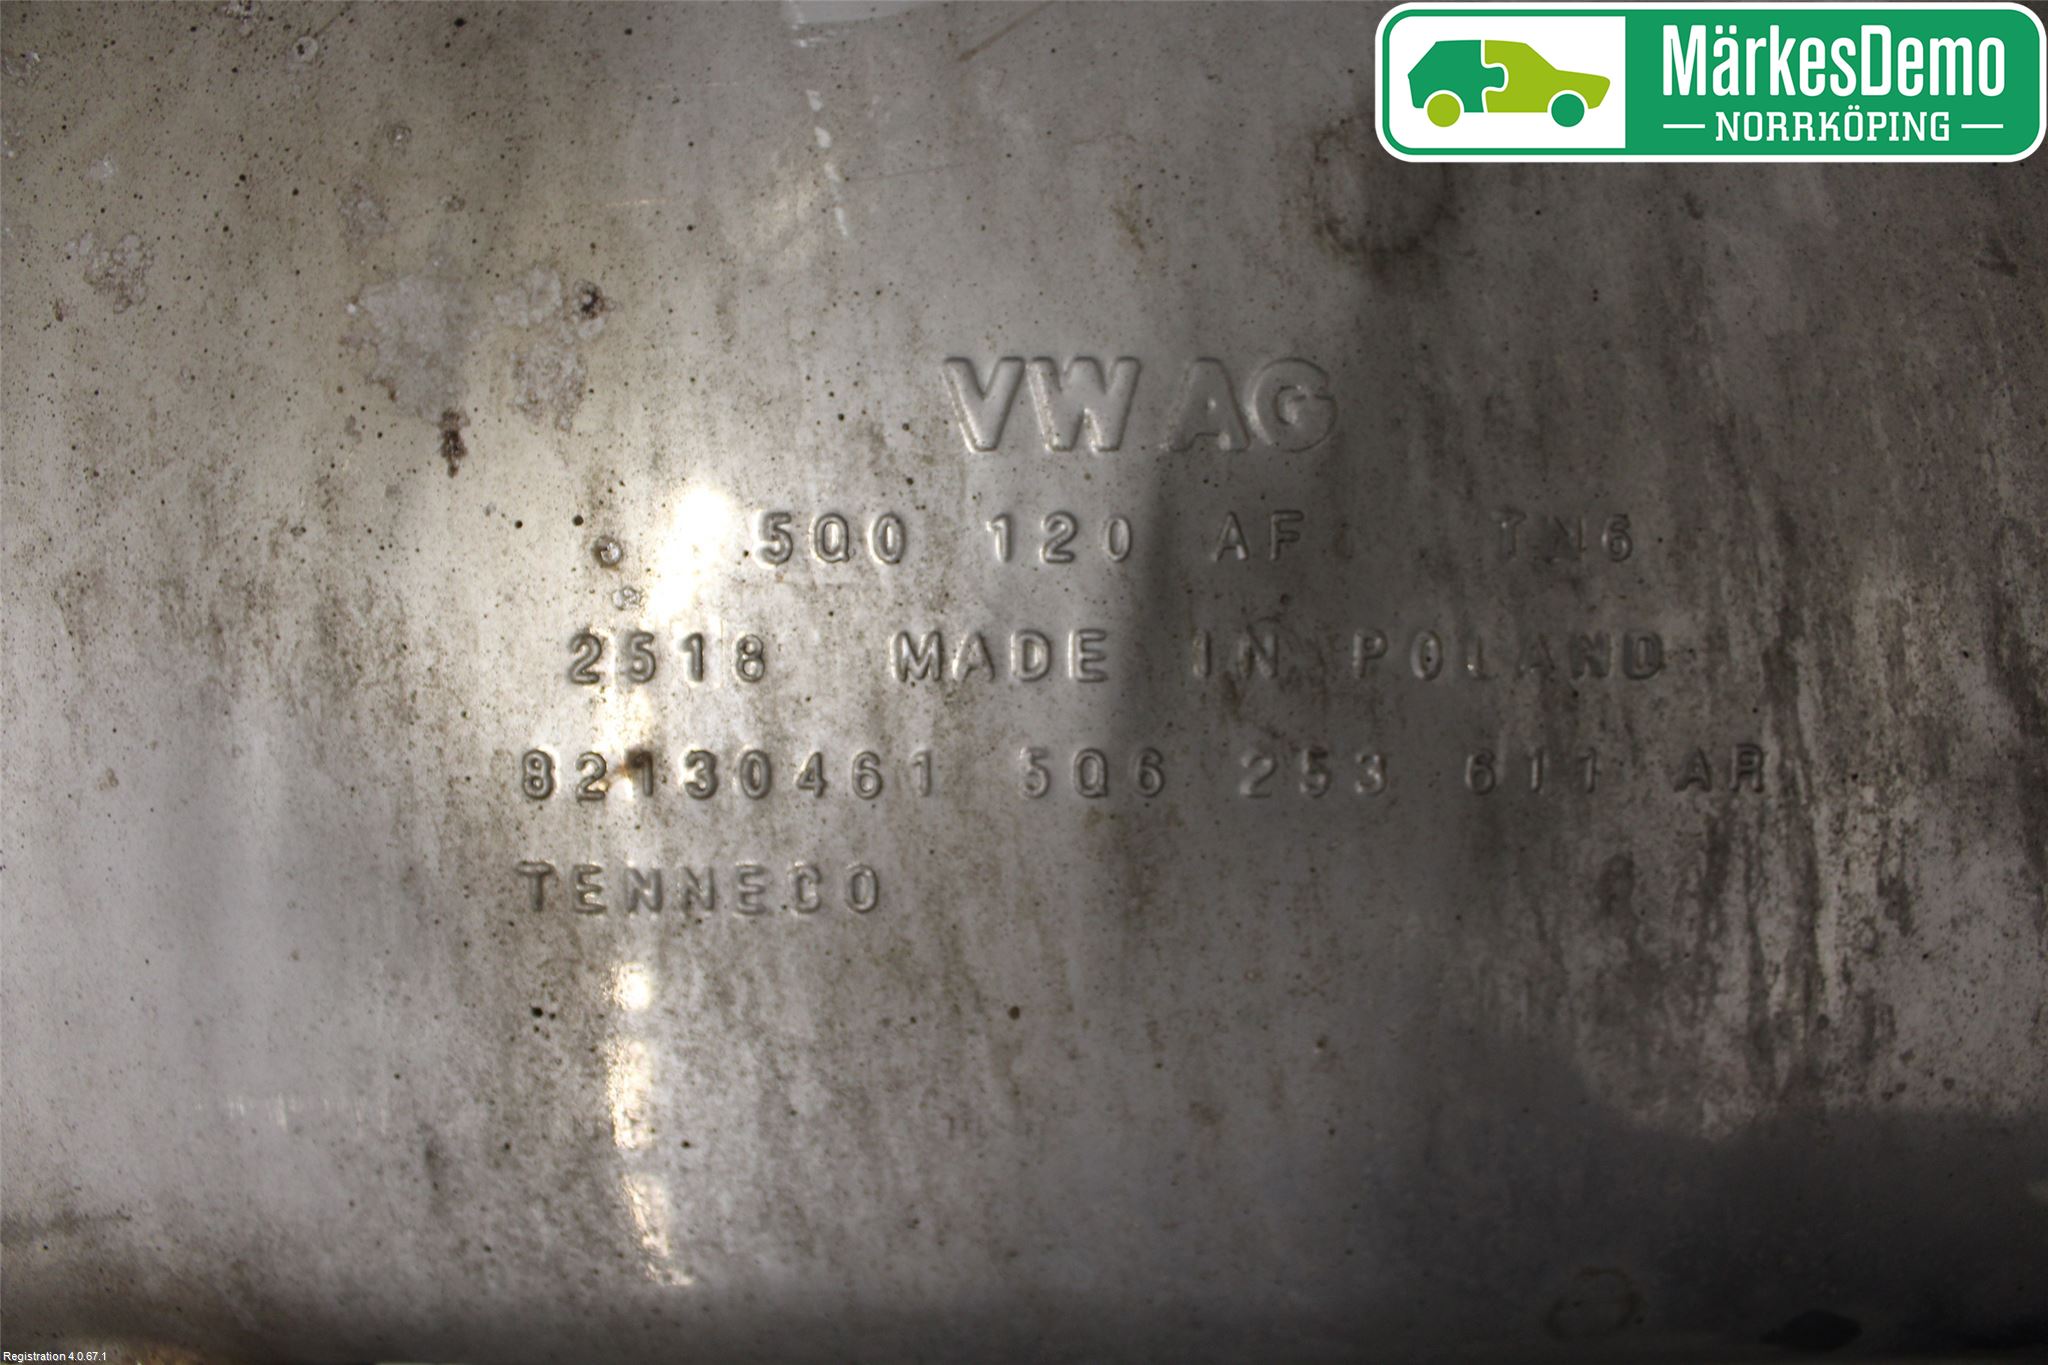 MärkesDemo
NORRKÖPING
VW AG
5Q0 120 AF TN6
2518 MADE IN POLAND
82130461 5Q6 253 611 AR
TENNECO
Registration 4.0.67.1